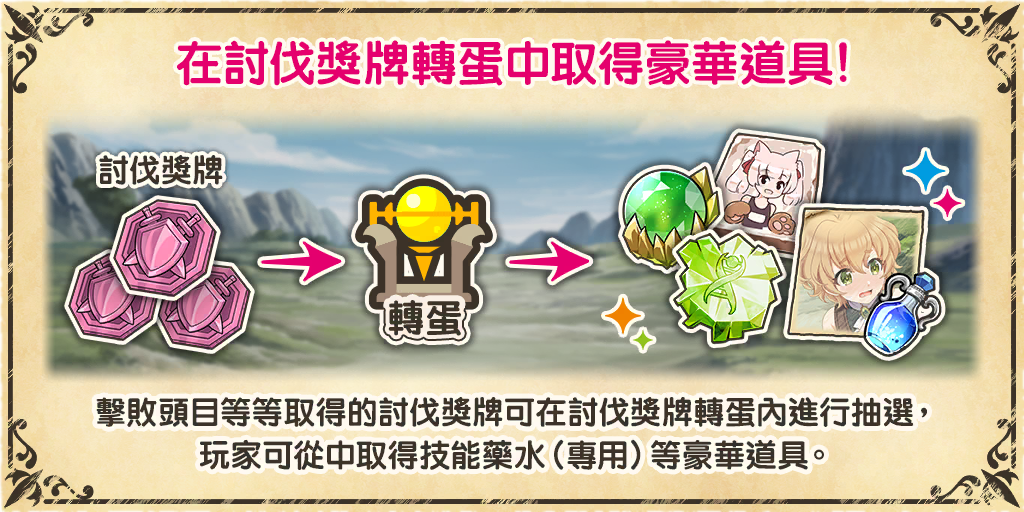 在討伐獎牌轉蛋中取得豪華道具!
討伐獎牌
轉蛋
擊敗頭目等等取得的討伐獎牌可在討伐獎牌轉蛋內進行抽選，
玩家可從中取得技能藥水（專用）等豪華道具。